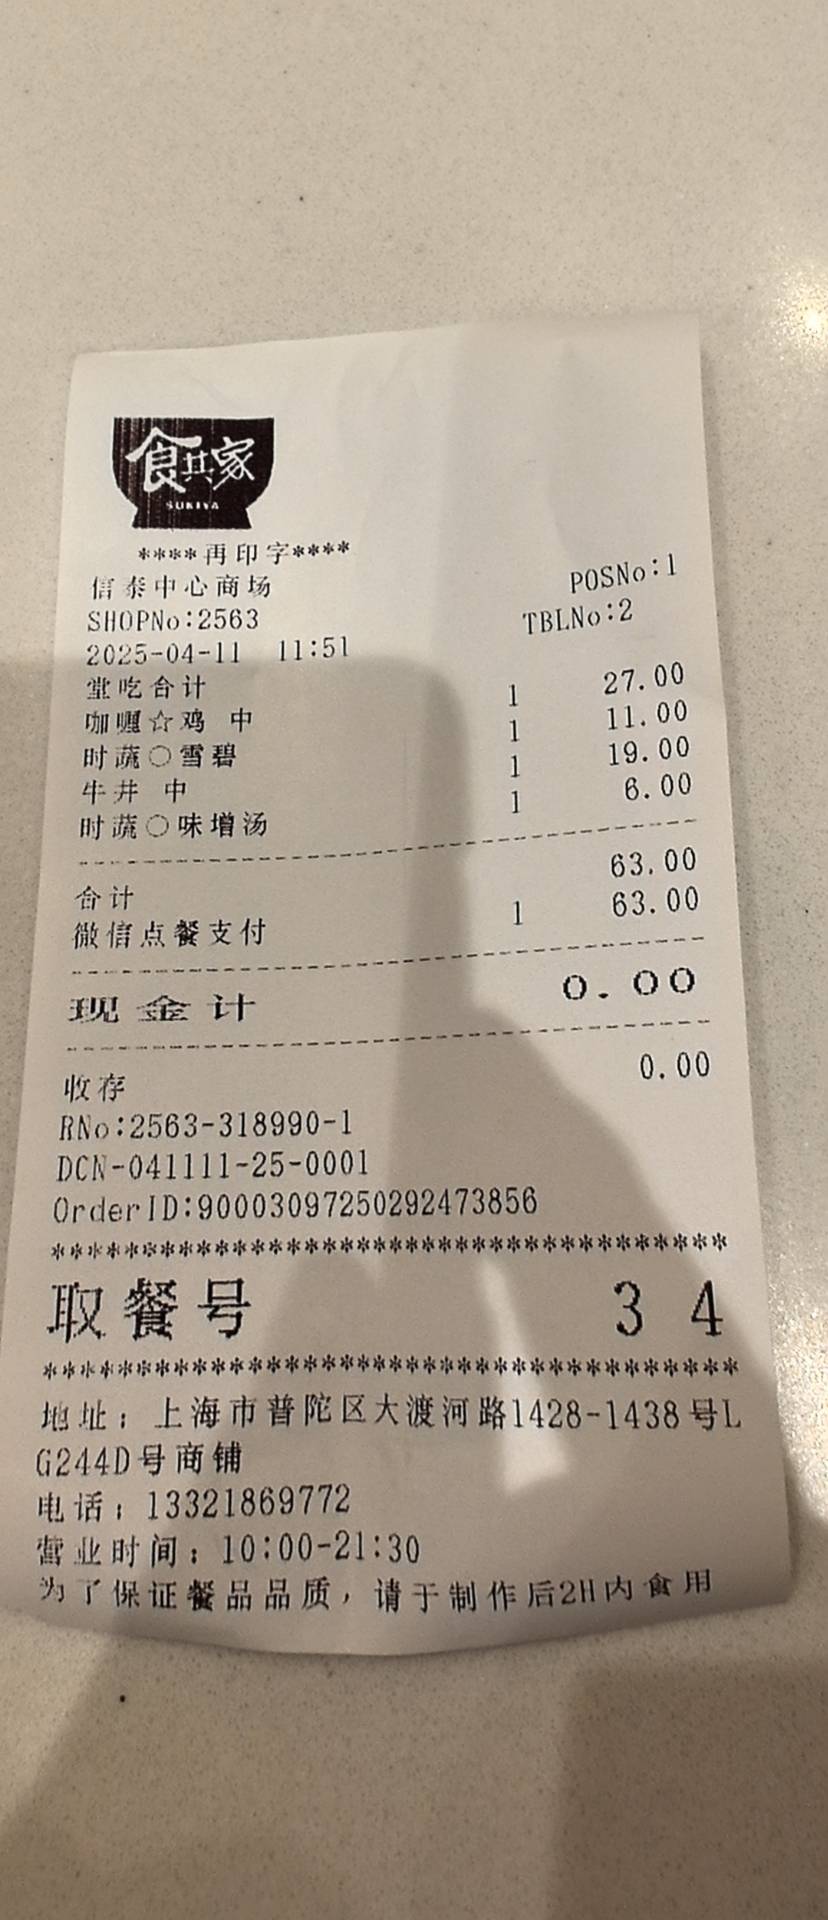 食其家
SUKIYA
****再印字****
信泰中心商场 POSNo:1
SHOPNo:2563 TBLNo:2
2025-04-11 11:51
堂吃合计
咖喱☆鸡 中 1 27.00
时蔬○雪碧 1 11.00
牛丼 中 1 19.00
时蔬○味增汤 1 6.00
合计 63.00
微信点餐支付 1 63.00
现金计 0.00
收存 0.00
RNo:2563-318990-1
DCN-041111-25-0001
OrderID:90003097250292473856
取餐号 34
地址：上海市普陀区大渡河路1428-1438号L
G244D号商铺
电话：13321869772
营业时间：10:00-21:30
为了保证餐品品质，请于制作后2H内食用